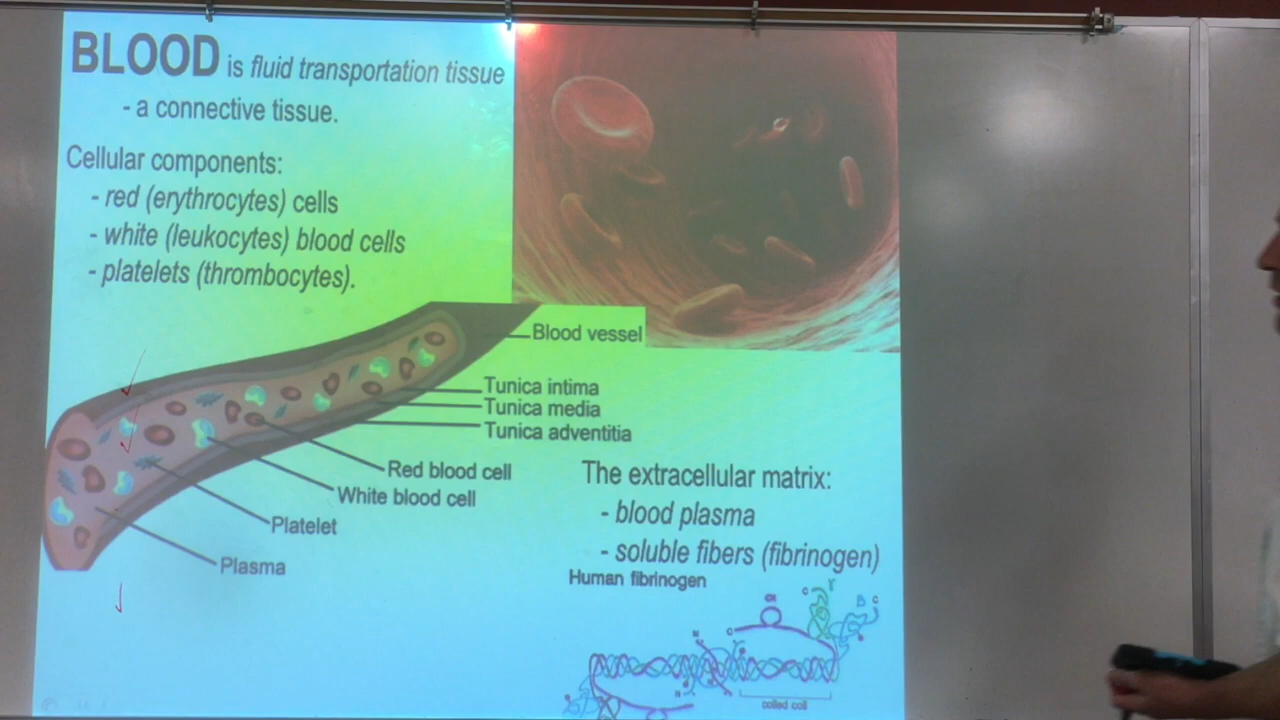 BLOOD is fluid transportation tissue
- a connective tissue.
Cellular components:
- red (erythrocytes) cells
- white (leukocytes) blood cells
- platelets (thrombocytes).
Blood vessel
Tunica intima
Tunica media
Tunica adventitia
Red blood cell
White blood cell
Platelet
Plasma
The extracellular matrix:
- blood plasma
- soluble fibers (fibrinogen)
Human fibrinogen
α
C
γ
B
C
N
C
N
N
coiled coil